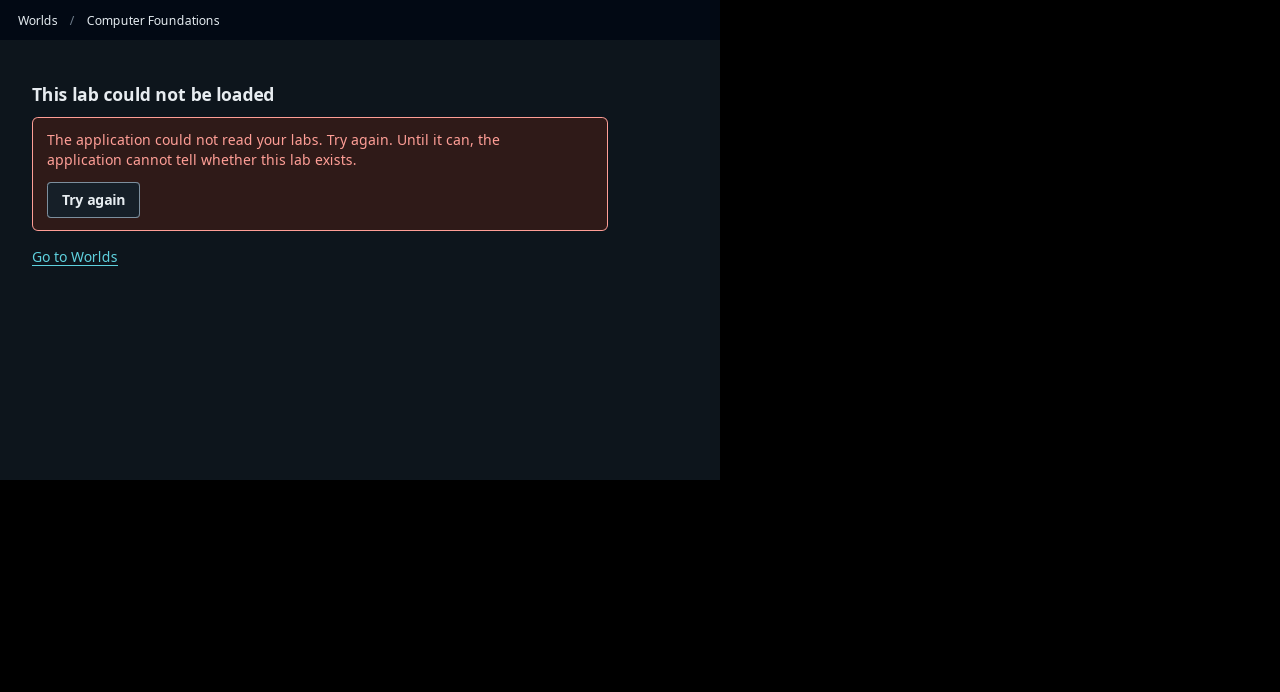 Worlds / Computer Foundations
This lab could not be loaded
The application could not read your labs. Try again. Until it can, the
application cannot tell whether this lab exists.
Try again
Go to Worlds